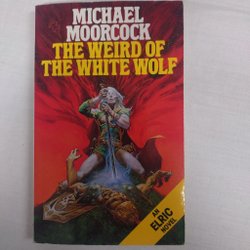 MICHAEL
MOORCOCK
THE WEIRD OF
THE WHITE WOLF
AN
ELRIC
NOVEL